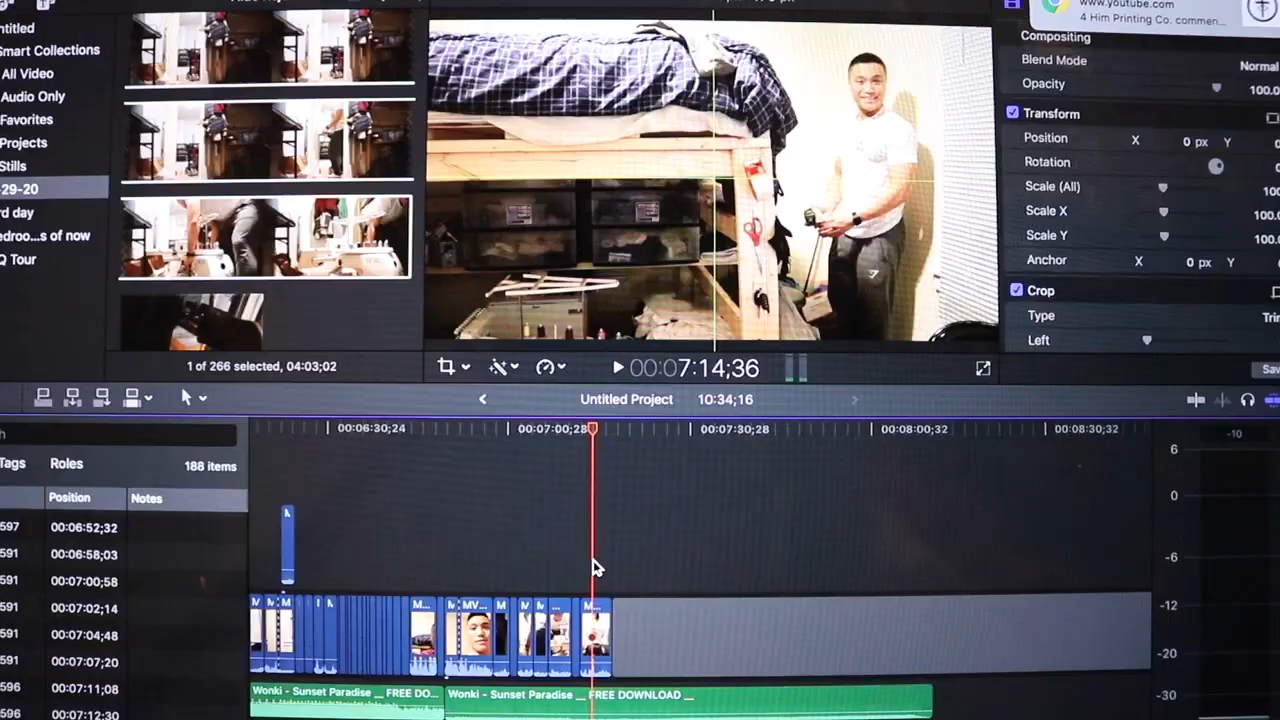 ntitled
Smart Collections
All Video
Audio Only
Favorites
Projects
Stills
-29-20
rd day
edroo...s of now
Q Tour
1 of 266 selected, 04:03;02
00:07:14;36
www.youtube.com
4 Him Printing Co. commen...
Compositing
Blend Mode Normal
Opacity 100.0
Transform
Position X 0 px Y
Rotation
Scale (All) 100
Scale X 100.0
Scale Y 100.0
Anchor X 0 px Y
Crop
Type Trim
Left
Sav
Untitled Project 10:34;16
Tags Roles 188 items
Position Notes
597 00:06:52;32
591 00:06:58;03
591 00:07:00;58
591 00:07:02;14
591 00:07:04;48
591 00:07:07;20
596 00:07:11;08
596 00:07:12;30
00:06:30;24 00:07:00;28 00:07:30;28 00:08:00;32 00:08:30;32
M M M M... M MV... M M M ... M...
Wonki - Sunset Paradise __ FREE DO...
Wonki - Sunset Paradise __ FREE DOWNLOAD __
-10
6
0
-6
-12
-20
-30